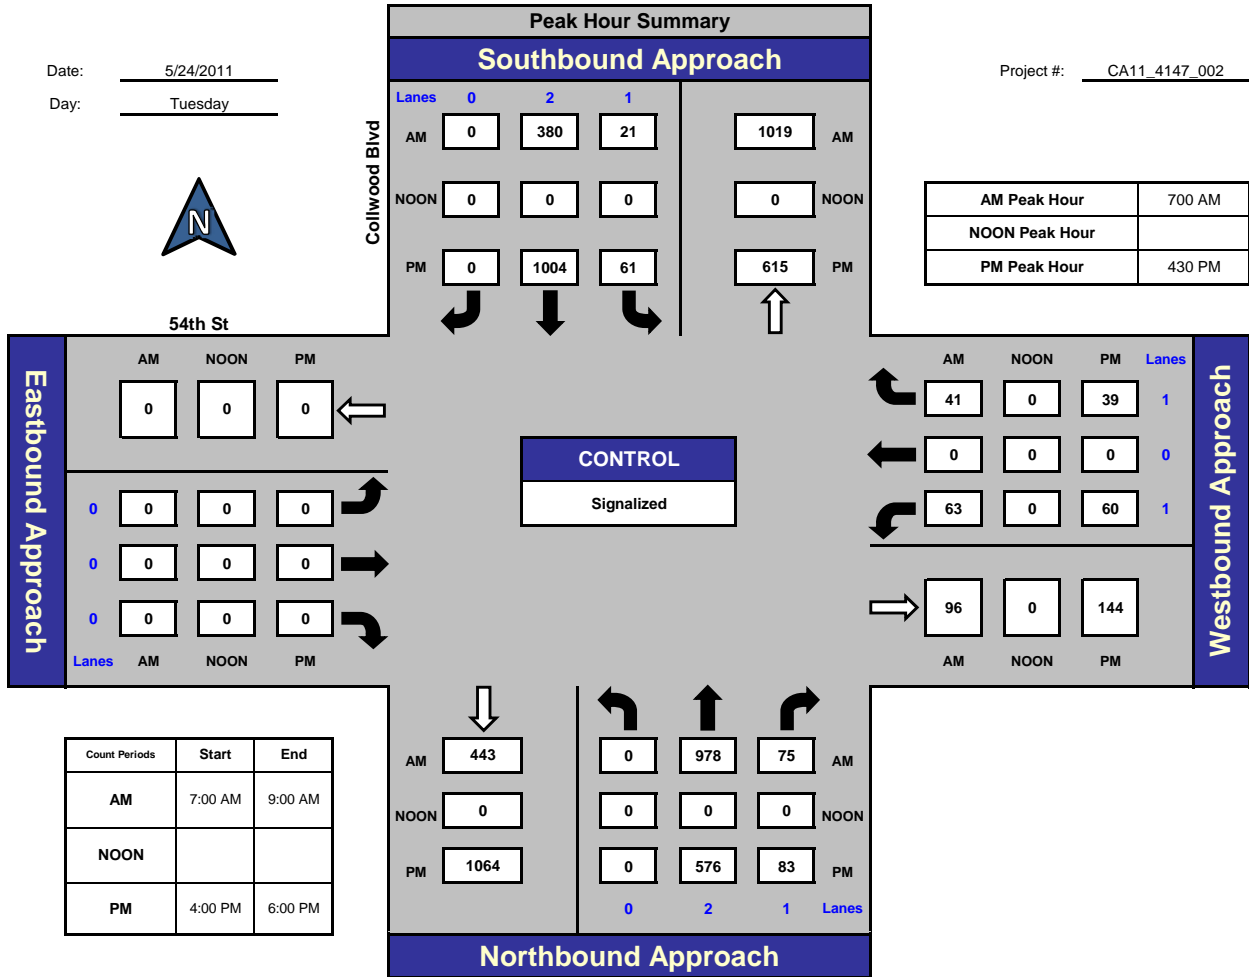 Peak Hour Summary
Southbound Approach
Date: 5/24/2011
Project #: CA11_4147_002
Day: Tuesday
Collwood Blvd
Lanes 0 2 1
AM 0 380 21 1019 AM
NOON 0 0 0 0 NOON
PM 0 1004 61 615 PM
N
AM Peak Hour 700 AM
NOON Peak Hour
PM Peak Hour 430 PM
54th St
Eastbound Approach
AM NOON PM
0 0 0
0 0 0 0
0 0 0 0
0 0 0 0
Lanes AM NOON PM
CONTROL
Signalized
AM NOON PM Lanes
41 0 39 1
0 0 0 0
63 0 60 1
96 0 144
AM NOON PM
Westbound Approach
Count Periods Start End
AM 7:00 AM 9:00 AM
NOON
PM 4:00 PM 6:00 PM
AM 443 0 978 75 AM
NOON 0 0 0 0 NOON
PM 1064 0 576 83 PM
0 2 1 Lanes
Northbound Approach